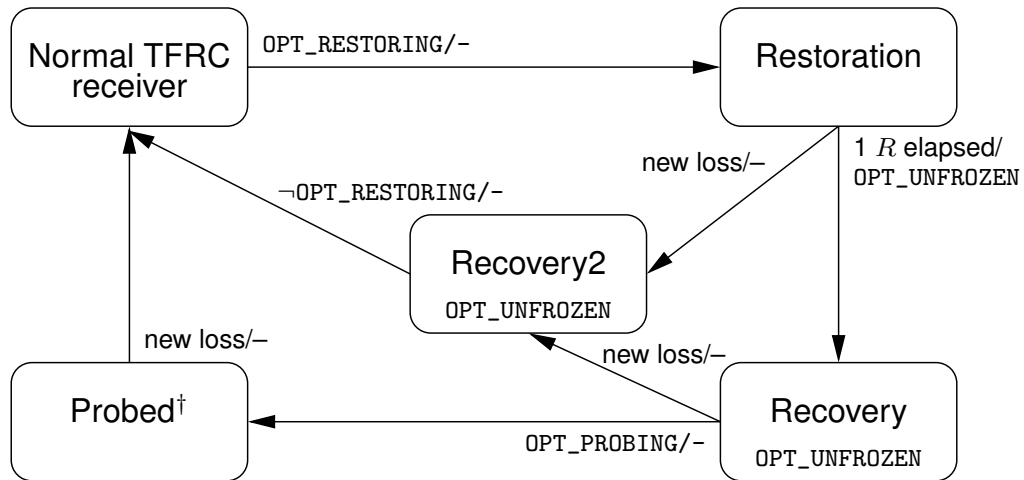 Normal TFRC
receiver
OPT_RESTORING/-
Restoration
new loss/–
1 R elapsed/
OPT_UNFROZEN
¬OPT_RESTORING/-
Recovery2
OPT_UNFROZEN
new loss/–
new loss/–
Probed†
OPT_PROBING/-
Recovery
OPT_UNFROZEN